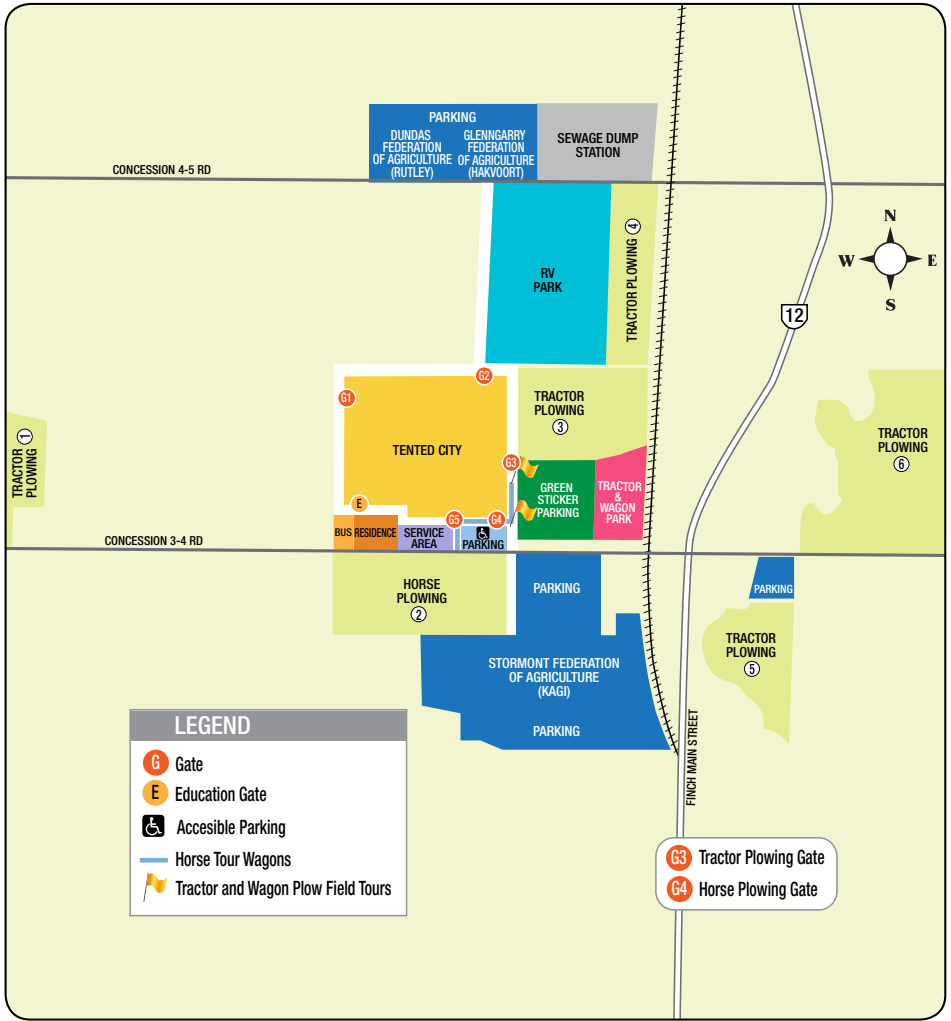 PARKING
DUNDAS
FEDERATION
OF AGRICULTURE
(RUTLEY)
GLENNGARRY
FEDERATION
OF AGRICULTURE
(HAKVOORT)
SEWAGE DUMP
STATION
CONCESSION 4-5 RD
N
W
E
S
RV
PARK
TRACTOR PLOWING 4
12
G1
G2
TENTED CITY
TRACTOR
PLOWING
3
TRACTOR
PLOWING
1
TRACTOR
PLOWING
6
G3
GREEN
STICKER
PARKING
TRACTOR
&
WAGON
PARK
E
G5
G4
BUS
RESIDENCE
SERVICE
AREA
PARKING
CONCESSION 3-4 RD
HORSE
PLOWING
2
PARKING
PARKING
TRACTOR
PLOWING
5
STORMONT FEDERATION
OF AGRICULTURE
(KAGI)
PARKING
FINCH MAIN STREET
LEGEND
G Gate
E Education Gate
Accesible Parking
Horse Tour Wagons
Tractor and Wagon Plow Field Tours
G3 Tractor Plowing Gate
G4 Horse Plowing Gate